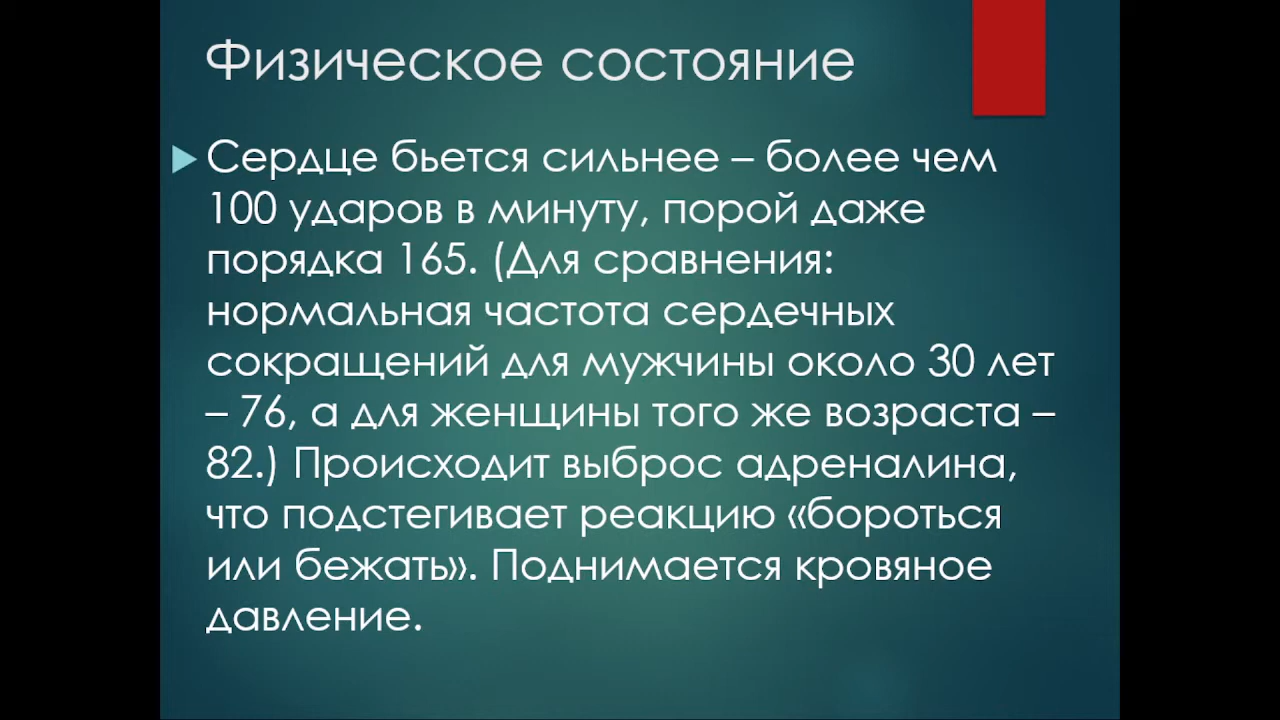 Физическое состояние
Сердце бьется сильнее – более чем
100 ударов в минуту, порой даже
порядка 165. (Для сравнения:
нормальная частота сердечных
сокращений для мужчины около 30 лет
– 76, а для женщины того же возраста –
82.) Происходит выброс адреналина,
что подстегивает реакцию «бороться
или бежать». Поднимается кровяное
давление.